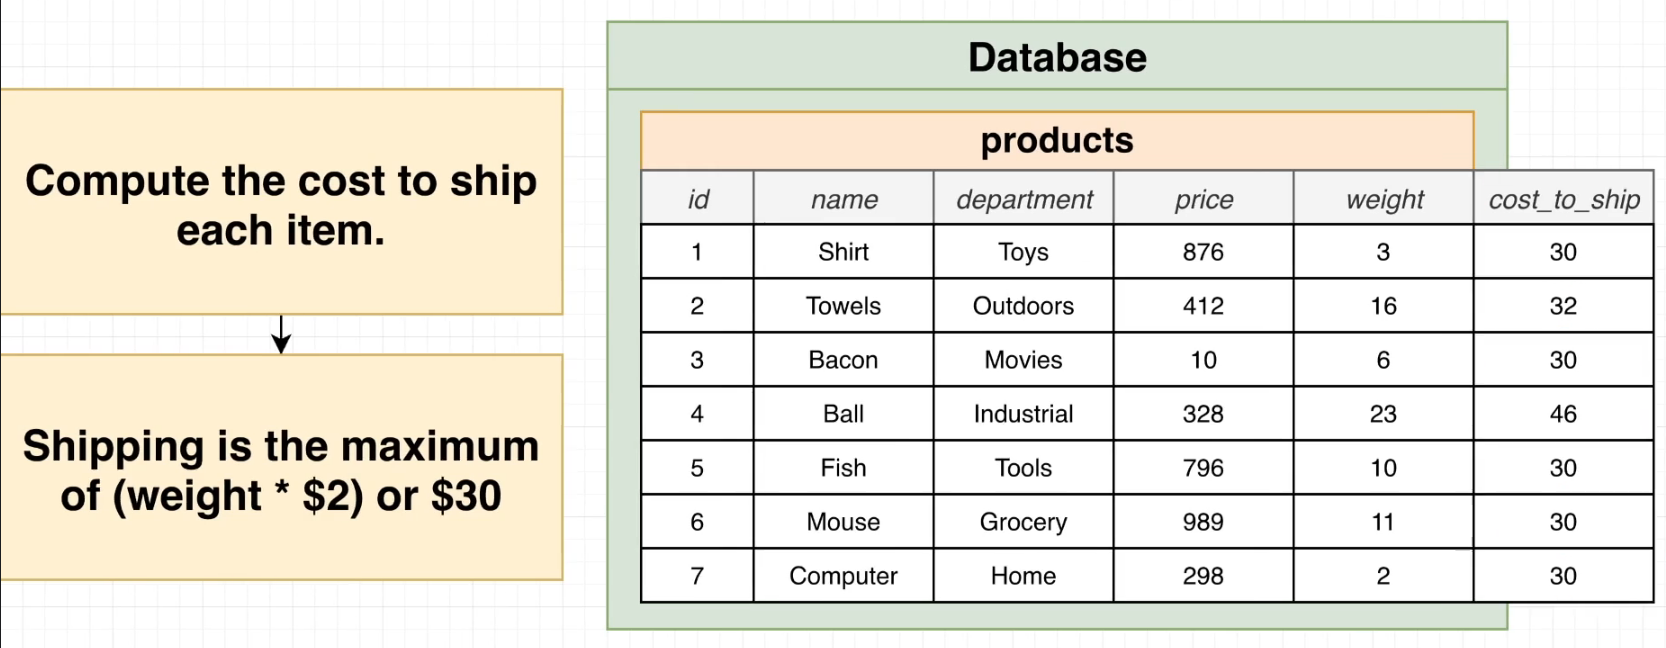 Compute the cost to ship
each item.
Shipping is the maximum
of (weight * $2) or $30
Database
products
id name department price weight cost_to_ship
1 Shirt Toys 876 3 30
2 Towels Outdoors 412 16 32
3 Bacon Movies 10 6 30
4 Ball Industrial 328 23 46
5 Fish Tools 796 10 30
6 Mouse Grocery 989 11 30
7 Computer Home 298 2 30